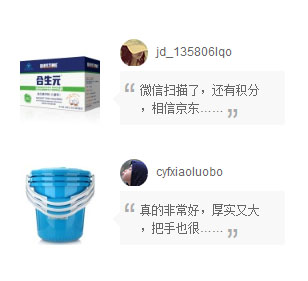 jd_135806lqo
合生元
“ 微信扫描了，还有积分
，相信京东…… ”
cyfxiaoluobo
“ 真的非常好，厚实又大
，把手也很…… ”